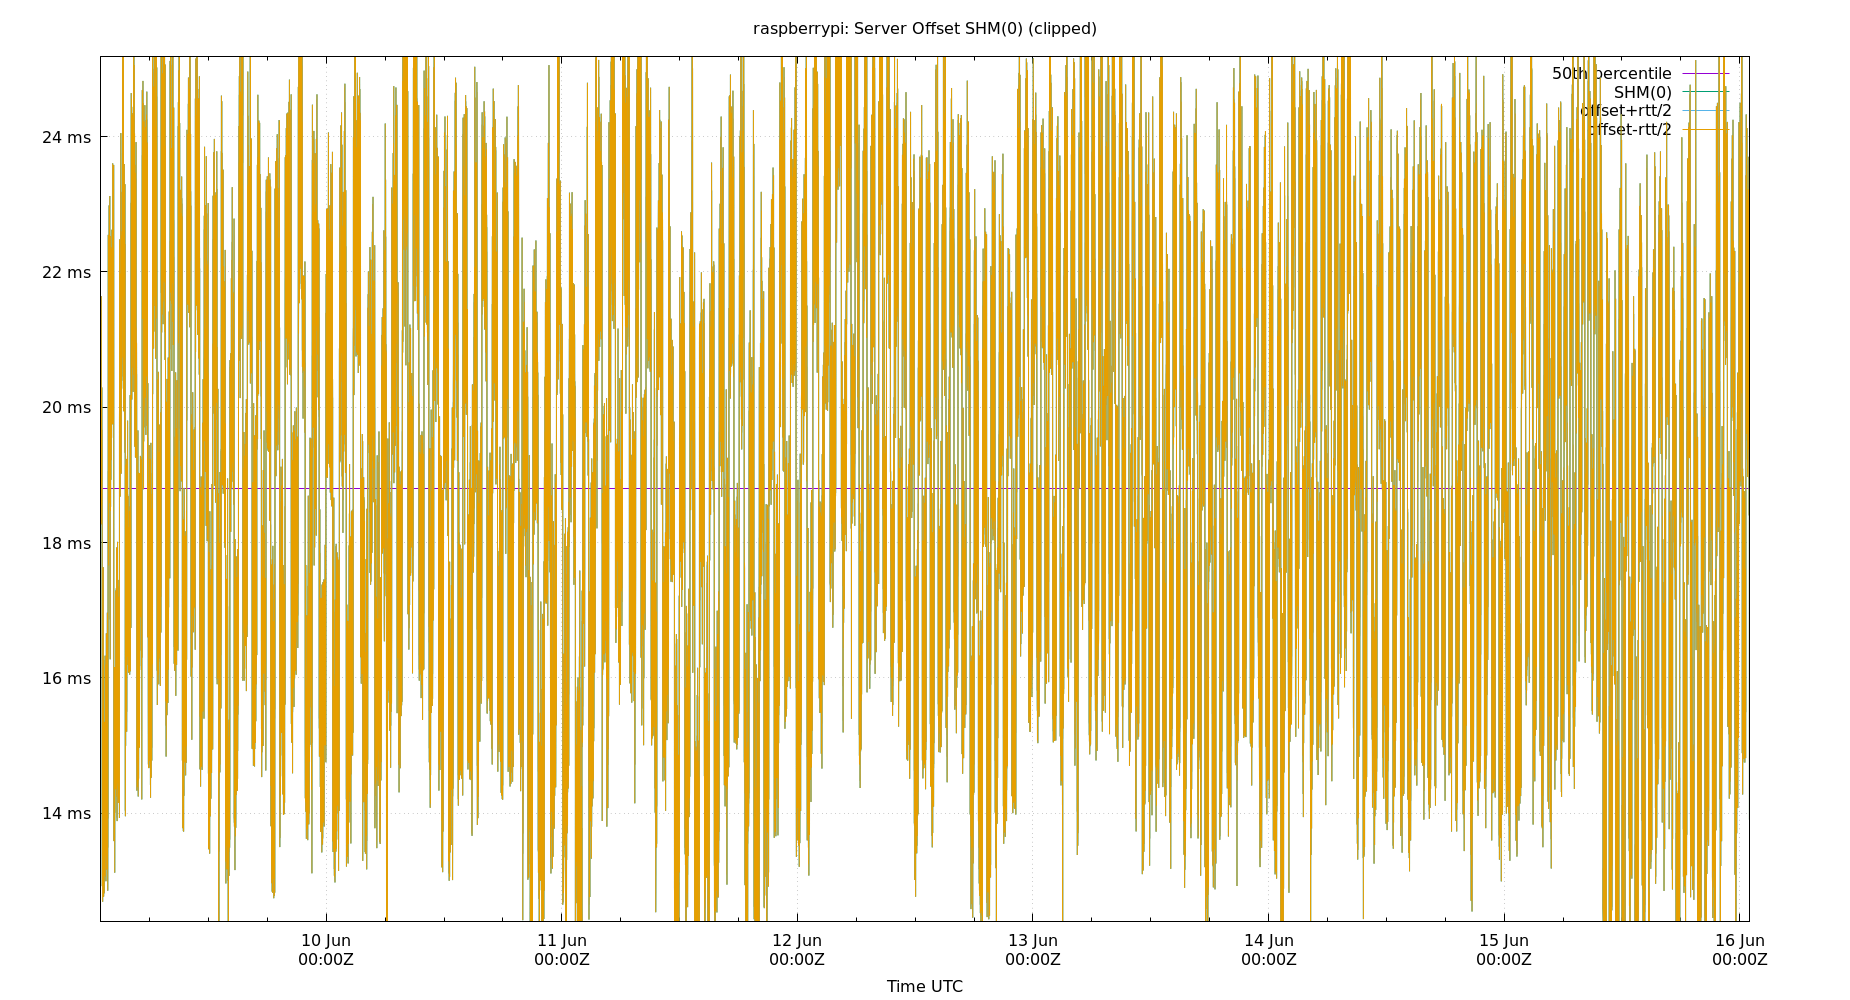 raspberrypi: Server Offset SHM(0) (clipped)
50th percentile
SHM(0)
offset+rtt/2
offset-rtt/2
24 ms
22 ms
20 ms
18 ms
16 ms
14 ms
10 Jun 11 Jun 12 Jun 13 Jun 14 Jun 15 Jun 16 Jun
00:00Z 00:00Z 00:00Z 00:00Z 00:00Z 00:00Z 00:00Z
Time UTC